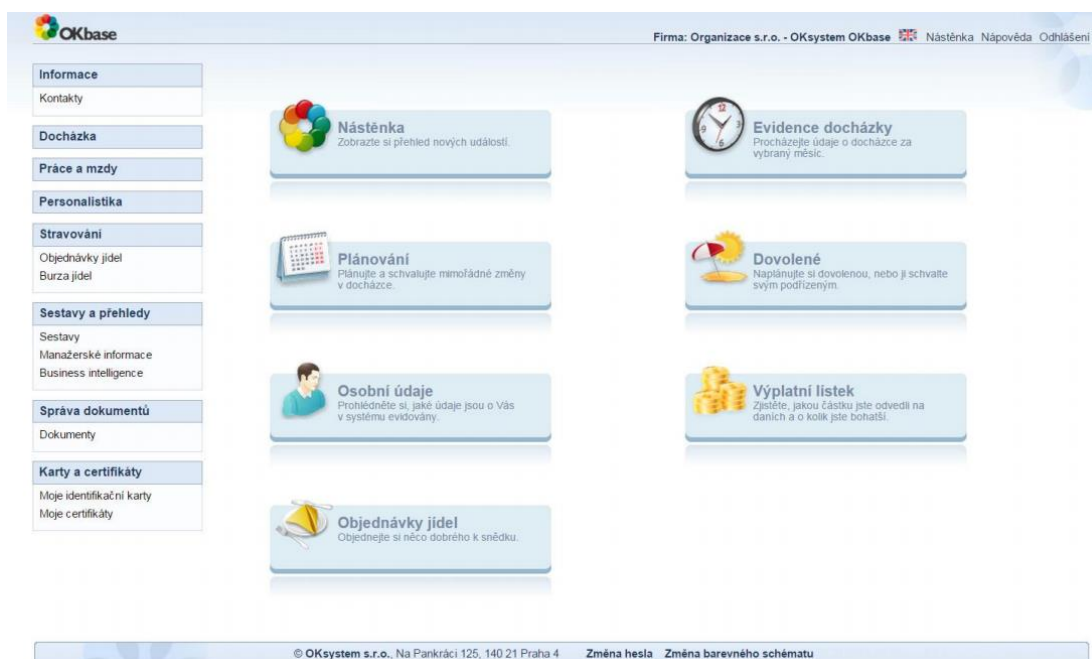 OKbase
Firma: Organizace s.r.o. - OKsystem OKbase Nástěnka Nápověda Odhlášení
Informace
Kontakty
Docházka
Práce a mzdy
Personalistika
Stravování
Objednávky jídel
Burza jídel
Sestavy a přehledy
Sestavy
Manažerské informace
Business intelligence
Správa dokumentů
Dokumenty
Karty a certifikáty
Moje identifikační karty
Moje certifikáty
Nástěnka
Zobrazte si přehled nových událostí.
Evidence docházky
Procházejte údaje o docházce za
vybraný měsíc.
Plánování
Plánujte a schvalujte mimořádné změny
v docházce.
Dovolené
Naplánujte si dovolenou, nebo ji schvalte
svým podřízeným.
Osobní údaje
Prohlédněte si, jaké údaje jsou o Vás
v systému evidovány.
Výplatní lístek
Zjistěte, jakou částku jste odvedli na
daních a o kolik jste bohatší.
Objednávky jídel
Objednejte si něco dobrého k snědku.
© OKsystem s.r.o., Na Pankráci 125, 140 21 Praha 4 Změna hesla Změna barevného schématu